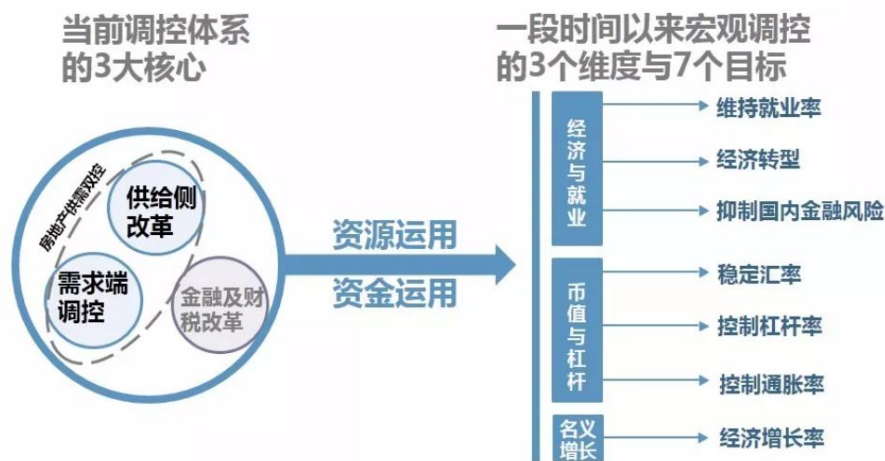 当前调控体系
的3大核心
一段时间以来宏观调控
的3个维度与7个目标
房地产供需双控
供给侧
改革
需求端
调控
金融及财
税改革
资源运用
资金运用
经济与就业
维持就业率
经济转型
抑制国内金融风险
币值与杠杆
稳定汇率
控制杠杆率
控制通胀率
名义
增长
经济增长率